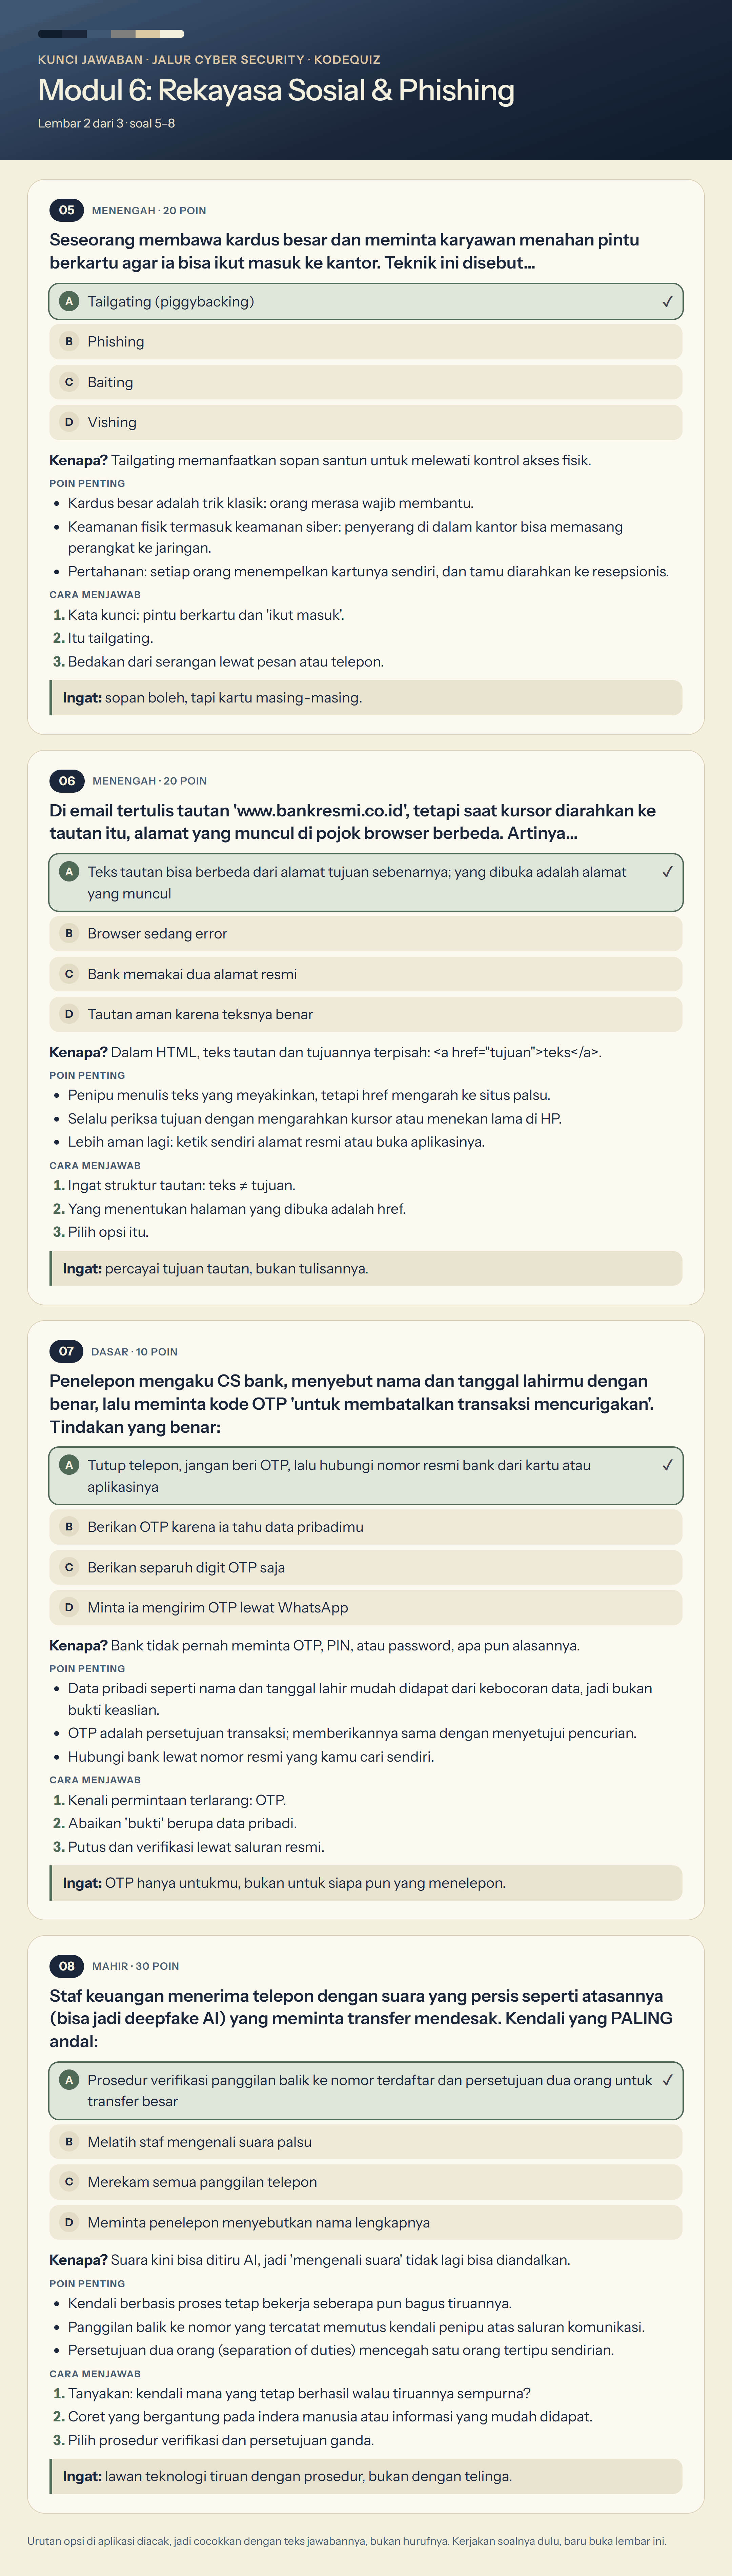 KUNCI JAWABAN · JALUR CYBER SECURITY · KODEQUIZ
Modul 6: Rekayasa Sosial & Phishing
Lembar 2 dari 3 · soal 5–8
05 MENENGAH · 20 POIN
Seseorang membawa kardus besar dan meminta karyawan menahan pintu
berkartu agar ia bisa ikut masuk ke kantor. Teknik ini disebut...
A Tailgating (piggybacking) ✓
B Phishing
C Baiting
D Vishing
Kenapa? Tailgating memanfaatkan sopan santun untuk melewati kontrol akses fisik.
POIN PENTING
• Kardus besar adalah trik klasik: orang merasa wajib membantu.
• Keamanan fisik termasuk keamanan siber: penyerang di dalam kantor bisa memasang
perangkat ke jaringan.
• Pertahanan: setiap orang menempelkan kartunya sendiri, dan tamu diarahkan ke resepsionis.
CARA MENJAWAB
1. Kata kunci: pintu berkartu dan 'ikut masuk'.
2. Itu tailgating.
3. Bedakan dari serangan lewat pesan atau telepon.
Ingat: sopan boleh, tapi kartu masing-masing.
06 MENENGAH · 20 POIN
Di email tertulis tautan 'www.bankresmi.co.id', tetapi saat kursor diarahkan ke
tautan itu, alamat yang muncul di pojok browser berbeda. Artinya...
A Teks tautan bisa berbeda dari alamat tujuan sebenarnya; yang dibuka adalah alamat ✓
yang muncul
B Browser sedang error
C Bank memakai dua alamat resmi
D Tautan aman karena teksnya benar
Kenapa? Dalam HTML, teks tautan dan tujuannya terpisah: <a href="tujuan">teks</a>.
POIN PENTING
• Penipu menulis teks yang meyakinkan, tetapi href mengarah ke situs palsu.
• Selalu periksa tujuan dengan mengarahkan kursor atau menekan lama di HP.
• Lebih aman lagi: ketik sendiri alamat resmi atau buka aplikasinya.
CARA MENJAWAB
1. Ingat struktur tautan: teks ≠ tujuan.
2. Yang menentukan halaman yang dibuka adalah href.
3. Pilih opsi itu.
Ingat: percayai tujuan tautan, bukan tulisannya.
07 DASAR · 10 POIN
Penelepon mengaku CS bank, menyebut nama dan tanggal lahirmu dengan
benar, lalu meminta kode OTP 'untuk membatalkan transaksi mencurigakan'.
Tindakan yang benar:
A Tutup telepon, jangan beri OTP, lalu hubungi nomor resmi bank dari kartu atau ✓
aplikasinya
B Berikan OTP karena ia tahu data pribadimu
C Berikan separuh digit OTP saja
D Minta ia mengirim OTP lewat WhatsApp
Kenapa? Bank tidak pernah meminta OTP, PIN, atau password, apa pun alasannya.
POIN PENTING
• Data pribadi seperti nama dan tanggal lahir mudah didapat dari kebocoran data, jadi bukan
bukti keaslian.
• OTP adalah persetujuan transaksi; memberikannya sama dengan menyetujui pencurian.
• Hubungi bank lewat nomor resmi yang kamu cari sendiri.
CARA MENJAWAB
1. Kenali permintaan terlarang: OTP.
2. Abaikan 'bukti' berupa data pribadi.
3. Putus dan verifikasi lewat saluran resmi.
Ingat: OTP hanya untukmu, bukan untuk siapa pun yang menelepon.
08 MAHIR · 30 POIN
Staf keuangan menerima telepon dengan suara yang persis seperti atasannya
(bisa jadi deepfake AI) yang meminta transfer mendesak. Kendali yang PALING
andal:
A Prosedur verifikasi panggilan balik ke nomor terdaftar dan persetujuan dua orang untuk ✓
transfer besar
B Melatih staf mengenali suara palsu
C Merekam semua panggilan telepon
D Meminta penelepon menyebutkan nama lengkapnya
Kenapa? Suara kini bisa ditiru AI, jadi 'mengenali suara' tidak lagi bisa diandalkan.
POIN PENTING
• Kendali berbasis proses tetap bekerja seberapa pun bagus tiruannya.
• Panggilan balik ke nomor yang tercatat memutus kendali penipu atas saluran komunikasi.
• Persetujuan dua orang (separation of duties) mencegah satu orang tertipu sendirian.
CARA MENJAWAB
1. Tanyakan: kendali mana yang tetap berhasil walau tiruannya sempurna?
2. Coret yang bergantung pada indera manusia atau informasi yang mudah didapat.
3. Pilih prosedur verifikasi dan persetujuan ganda.
Ingat: lawan teknologi tiruan dengan prosedur, bukan dengan telinga.
Urutan opsi di aplikasi diacak, jadi cocokkan dengan teks jawabannya, bukan hurufnya. Kerjakan soalnya dulu, baru buka lembar ini.